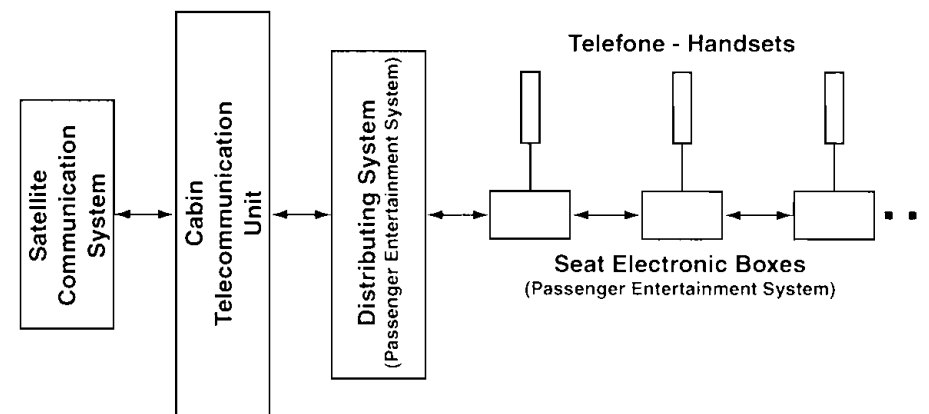 Satellite
Communication
System
Cabin
Telecommunication
Unit
Distributing System
(Passenger Entertainment System)
Telefone - Handsets
Seat Electronic Boxes
(Passenger Entertainment System)